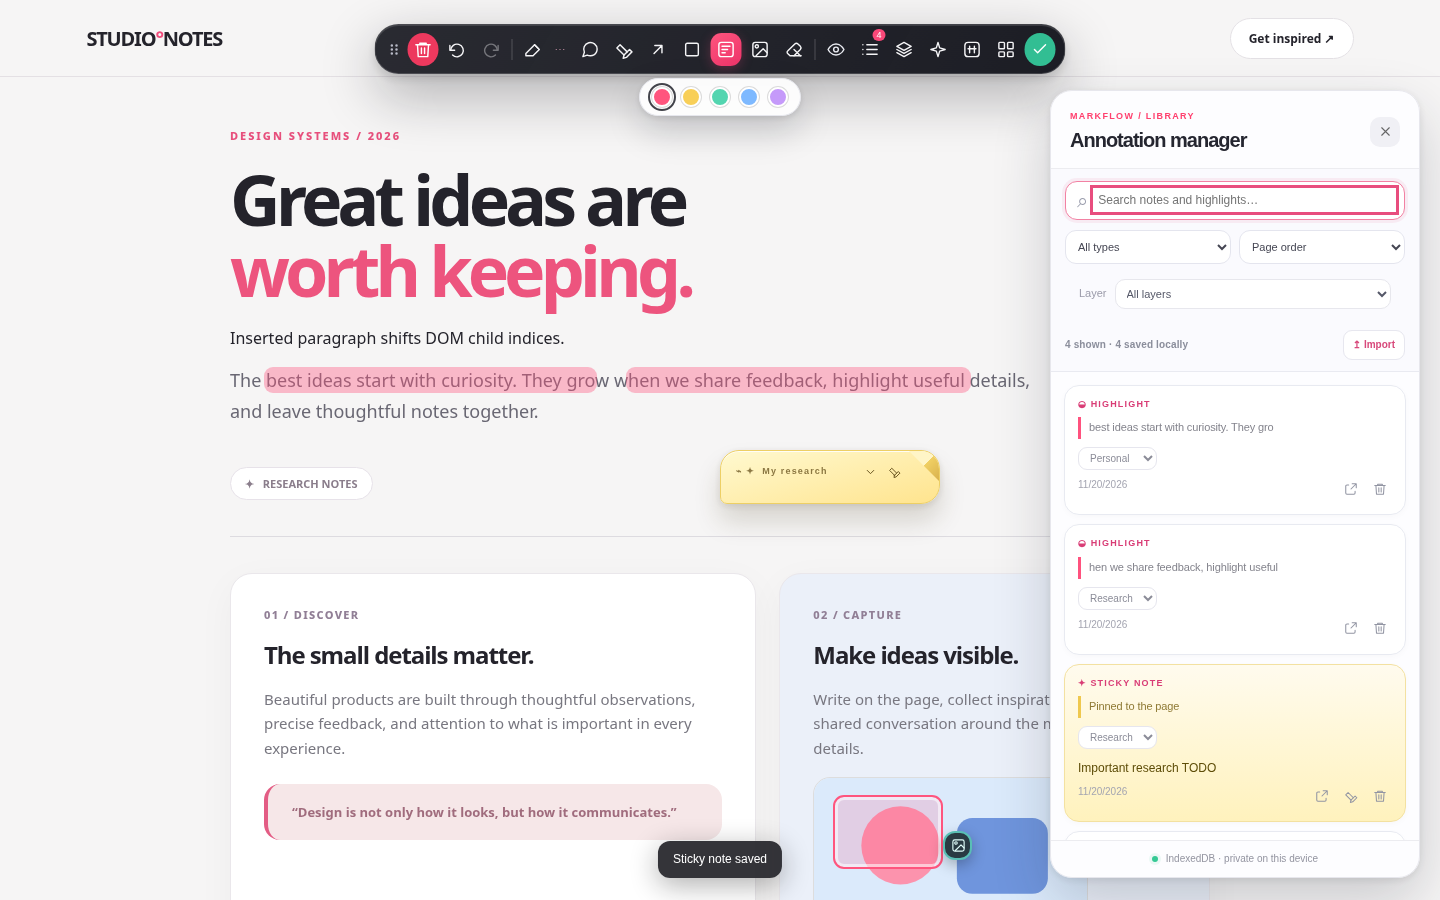 STUDIO°NOTES
4
Get inspired ↗
DESIGN SYSTEMS / 2026
Great ideas are
worth keeping.
Inserted paragraph shifts DOM child indices.
The best ideas start with curiosity. They grow when we share feedback, highlight useful details,
and leave thoughtful notes together.
✦ RESEARCH NOTES
✦ My research
01 / DISCOVER
The small details matter.
Beautiful products are built through thoughtful observations,
precise feedback, and attention to what is important in every
experience.
“Design is not only how it looks, but how it communicates.”
02 / CAPTURE
Make ideas visible.
Write on the page, collect inspirat
shared conversation around the
details.
Sticky note saved
MARKFLOW / LIBRARY
Annotation manager
Search notes and highlights…
All types
Page order
Layer
All layers
4 shown · 4 saved locally
↥ Import
HIGHLIGHT
best ideas start with curiosity. They gro
Personal
11/20/2026
HIGHLIGHT
hen we share feedback, highlight useful
Research
11/20/2026
✦ STICKY NOTE
Pinned to the page
Research
Important research TODO
11/20/2026
IndexedDB · private on this device